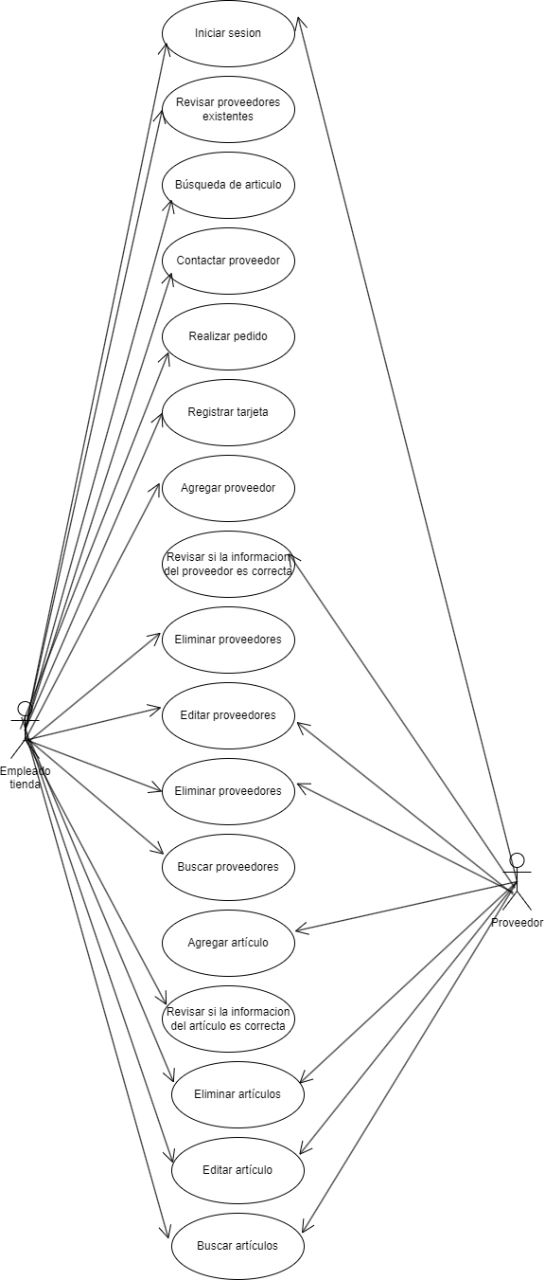 Iniciar sesion
Revisar proveedores
existentes
Búsqueda de articulo
Contactar proveedor
Realizar pedido
Registrar tarjeta
Agregar proveedor
Revisar si la informacion
del proveedor es correcta
Eliminar proveedores
Editar proveedores
Empleado
tienda
Eliminar proveedores
Buscar proveedores
Proveedor
Agregar artículo
Revisar si la informacion
del artículo es correcta
Eliminar artículos
Editar artículo
Buscar artículos